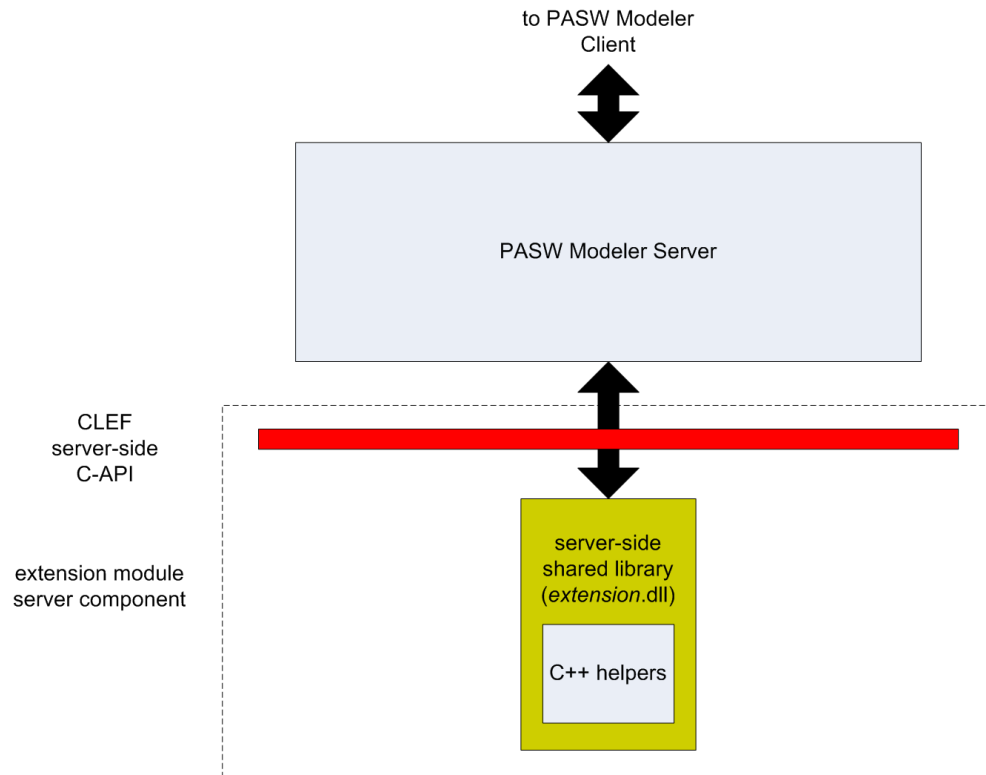 to PASW Modeler
Client
PASW Modeler Server
CLEF
server-side
C-API
extension module
server component
server-side
shared library
(extension.dll)
C++ helpers